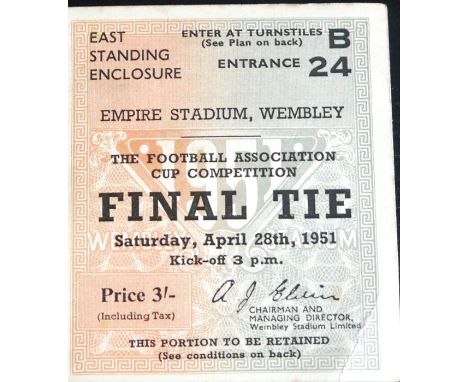 EAST
STANDING
ENCLOSURE
ENTER AT TURNSTILES
(See Plan on back)
ENTRANCE
B
24
EMPIRE STADIUM, WEMBLEY
1951
THE FOOTBALL ASSOCIATION
CUP COMPETITION
FINAL TIE
Saturday, April 28th, 1951
Kick-off 3 p.m.
Price 3/-
(Including Tax)
A J Elvin
CHAIRMAN AND
MANAGING DIRECTOR,
Wembley Stadium Limited
THIS PORTION TO BE RETAINED
(See conditions on back)